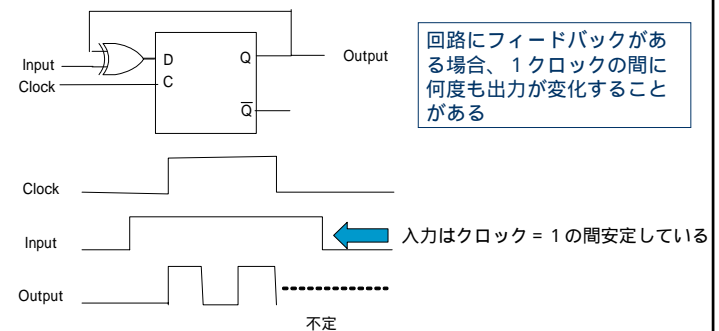 Input
Clock
D
C
Q
Q
Output
回路にフィードバックがあ
る場合、１クロックの間に
何度も出力が変化すること
がある
Clock
Input
入力はクロック = １の間安定している
Output
不定